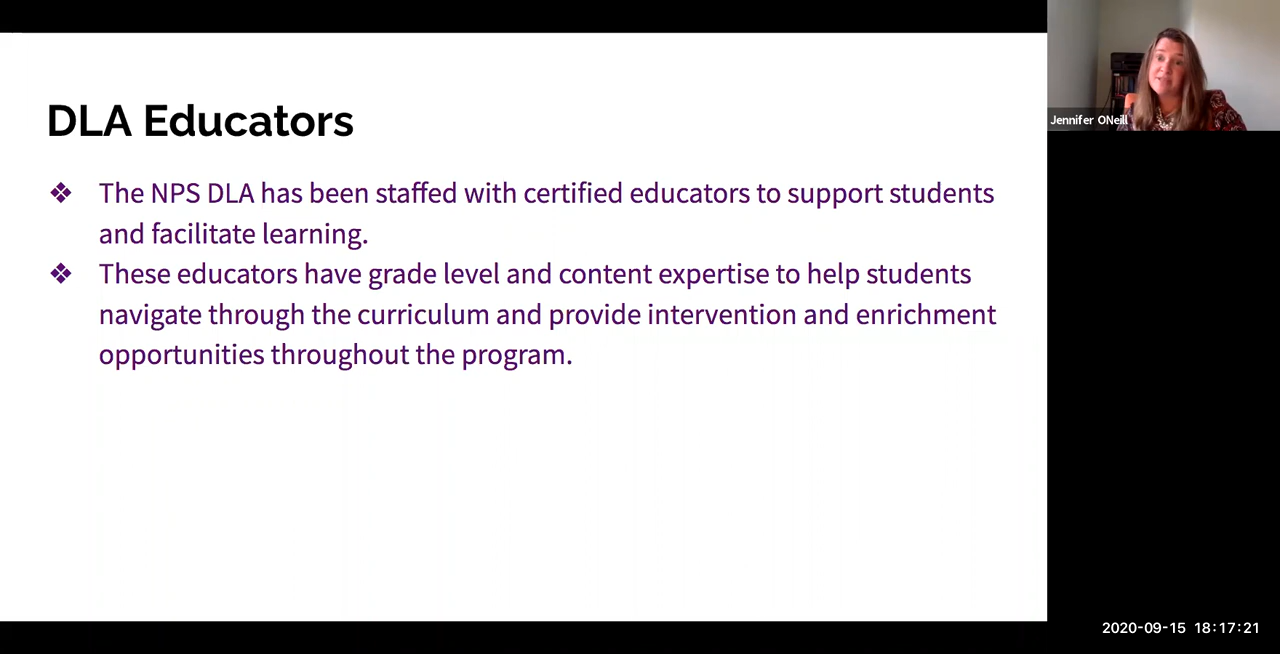 DLA Educators
❖ The NPS DLA has been staffed with certified educators to support students
and facilitate learning.
❖ These educators have grade level and content expertise to help students
navigate through the curriculum and provide intervention and enrichment
opportunities throughout the program.
Jennifer ONeill
2020-09-15 18:17:21